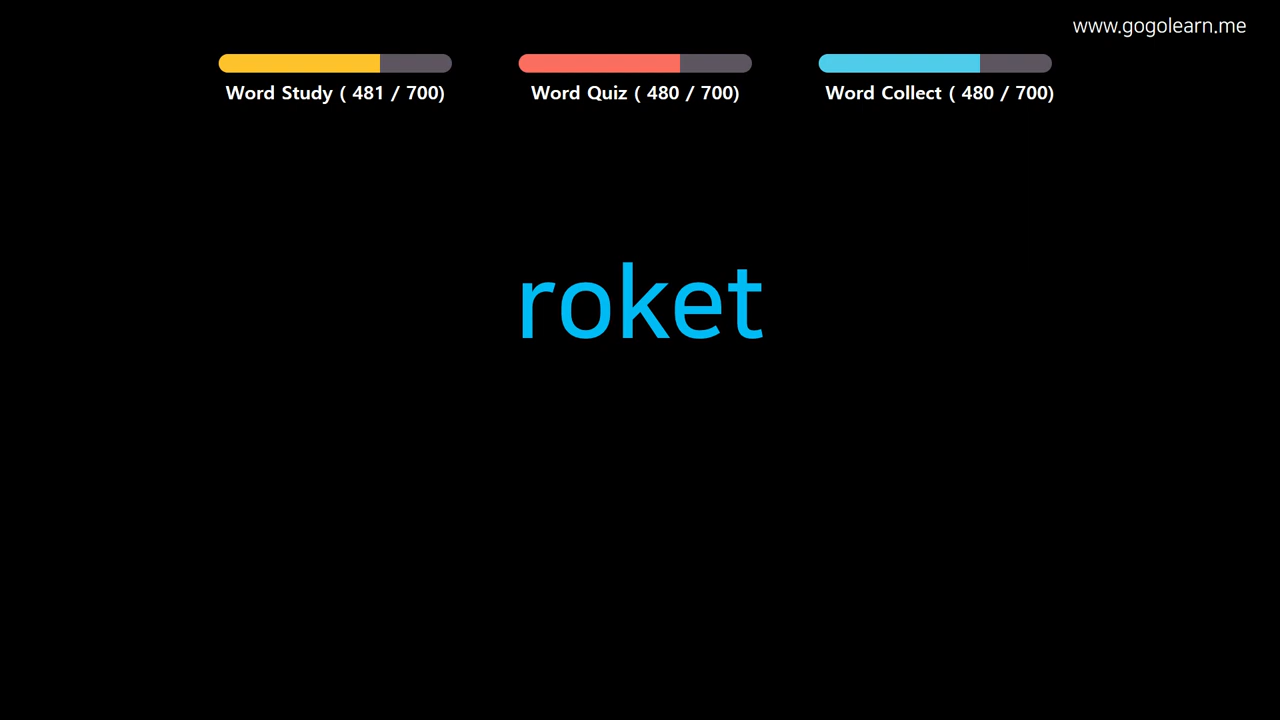 www.gogolearn.me
Word Study ( 481 / 700)
Word Quiz ( 480 / 700)
Word Collect ( 480 / 700)
roket